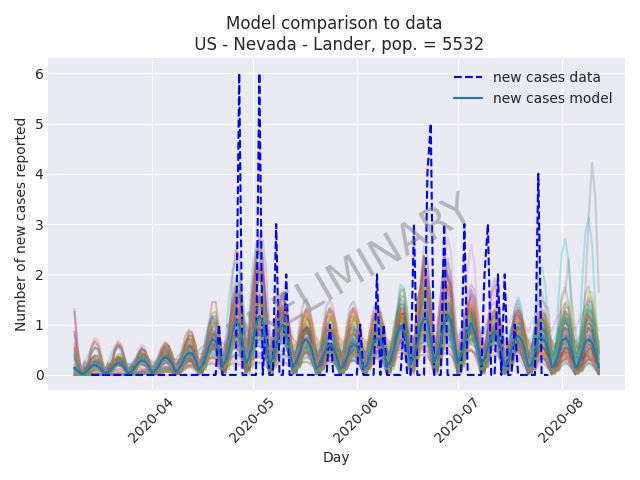 Model comparison to data
US - Nevada - Lander, pop. = 5532
Number of new cases reported
6
5
4
3
2
1
0
new cases data
new cases model
2020-04
2020-05
2020-06
2020-07
2020-08
Day